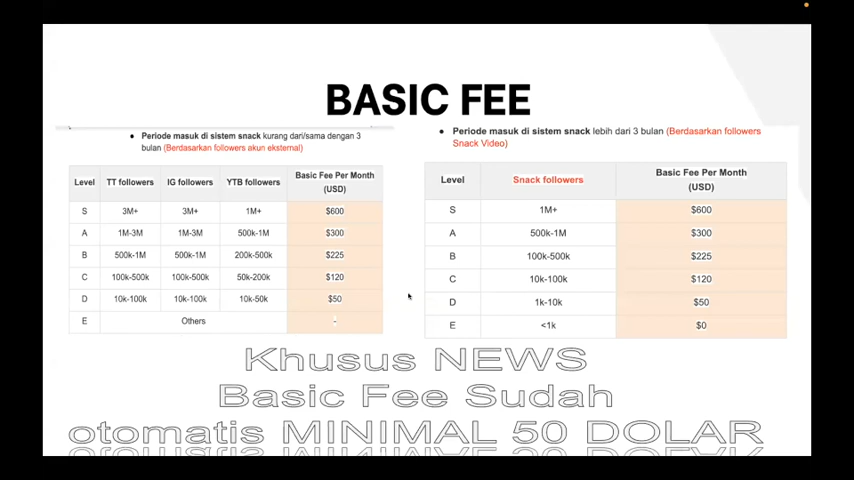 BASIC FEE
● Periode masuk di sistem snack kurang dari/sama dengan 3
bulan (Berdasarkan followers akun eksternal)
Level TT followers IG followers YTB followers Basic Fee Per Month
(USD)
S 3M+ 3M+ 1M+ $600
A 1M-3M 1M-3M 500k-1M $300
B 500k-1M 500k-1M 200k-500k $225
C 100k-500k 100k-500k 50k-200k $120
D 10k-100k 10k-100k 10k-50k $50
E Others -
● Periode masuk di sistem snack lebih dari 3 bulan (Berdasarkan followers
Snack Video)
Level Snack followers Basic Fee Per Month
(USD)
S 1M+ $600
A 500k-1M $300
B 100k-500k $225
C 10k-100k $120
D 1k-10k $50
E <1k $0
Khusus NEWS
Basic Fee Sudah
otomatis MINIMAL 50 DOLAR